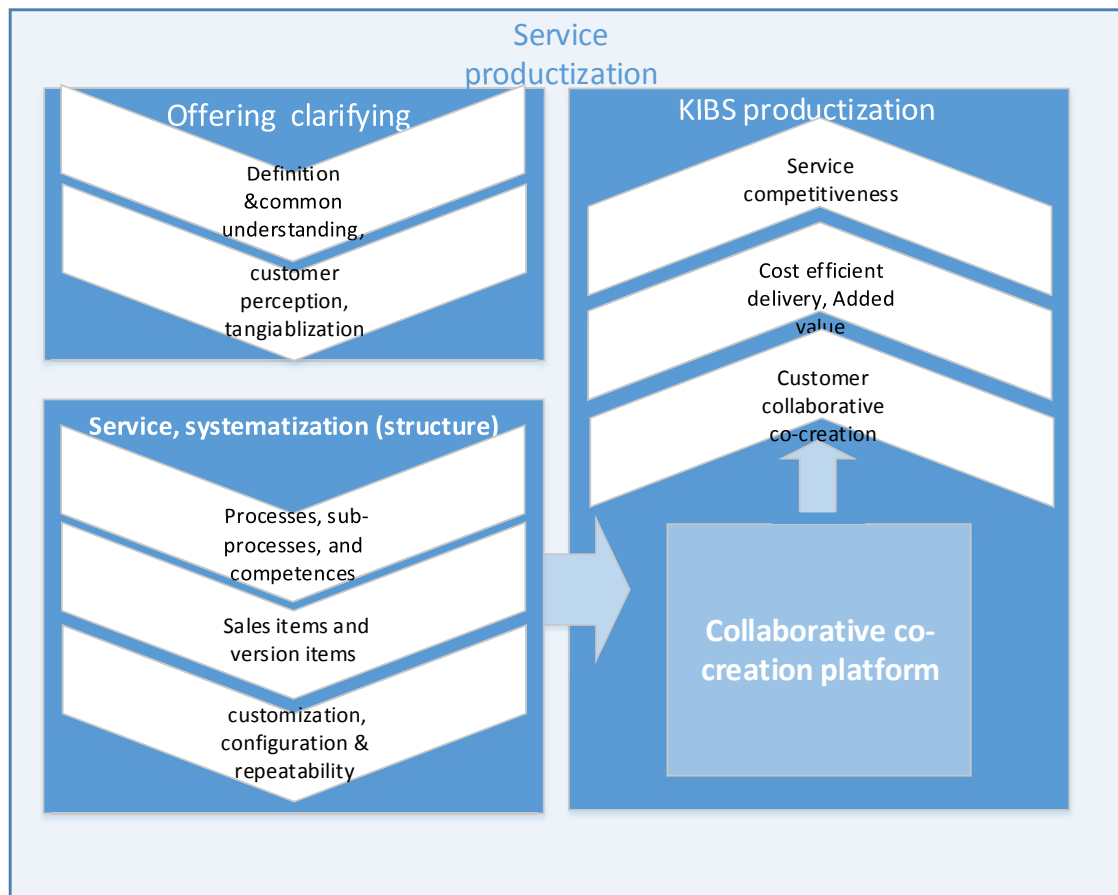 Service
productization
Offering clarifying
Definition
&common
understanding,
customer
perception,
tangiablization
Service, systematization (structure)
Processes, sub-
processes, and
competences
Sales items and
version items
customization,
configuration &
repeatability
KIBS productization
Service
competitiveness
Cost efficient
delivery, Added
value
Customer
collaborative
co-creation
Collaborative co-
creation platform